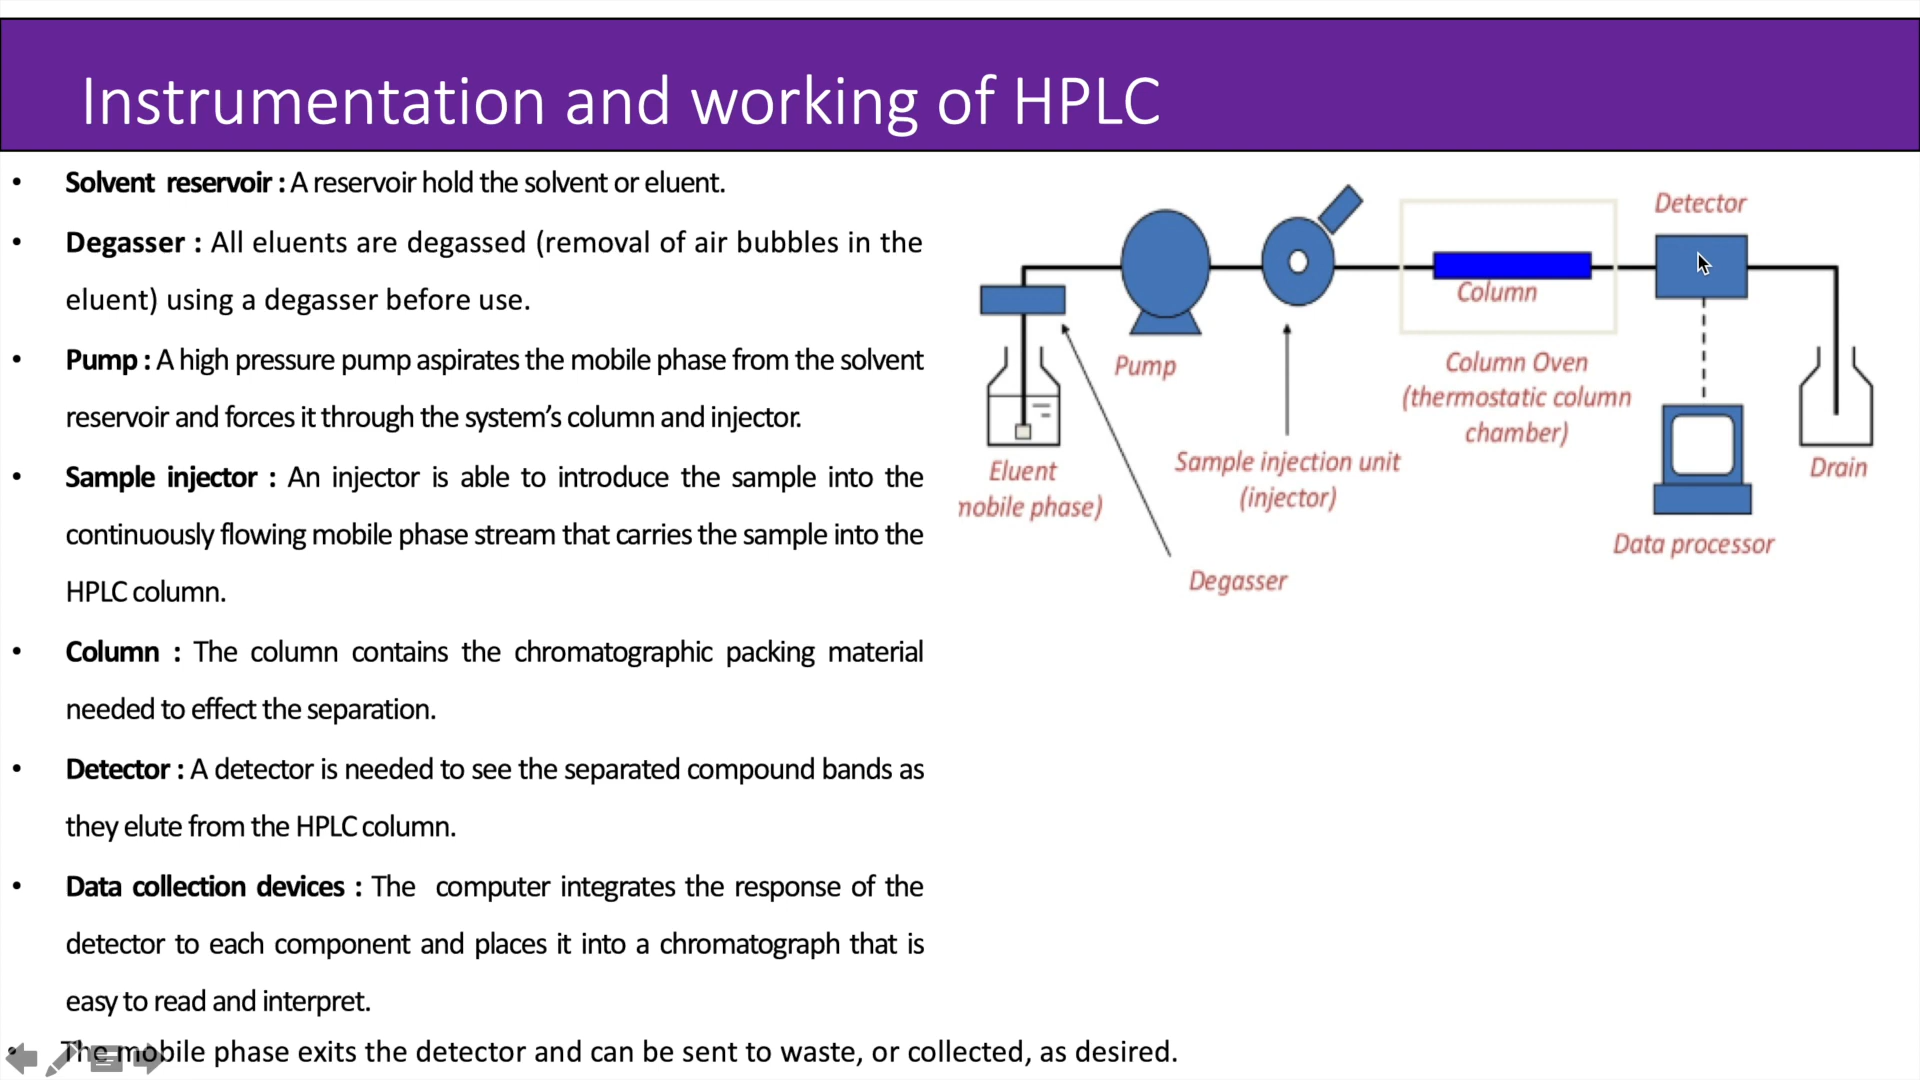 Instrumentation and working of HPLC
• Solvent reservoir : A reservoir hold the solvent or eluent.
• Degasser : All eluents are degassed (removal of air bubbles in the
eluent) using a degasser before use.
• Pump : A high pressure pump aspirates the mobile phase from the solvent
reservoir and forces it through the system’s column and injector.
• Sample injector : An injector is able to introduce the sample into the
continuously flowing mobile phase stream that carries the sample into the
HPLC column.
• Column : The column contains the chromatographic packing material
needed to effect the separation.
• Detector : A detector is needed to see the separated compound bands as
they elute from the HPLC column.
• Data collection devices : The computer integrates the response of the
detector to each component and places it into a chromatograph that is
easy to read and interpret.
• The mobile phase exits the detector and can be sent to waste, or collected, as desired.
Detector
Column
Pump
Column Oven
(thermostatic column
chamber)
Sample injection unit
(injector)
Eluent
mobile phase)
Drain
Data processor
Degasser